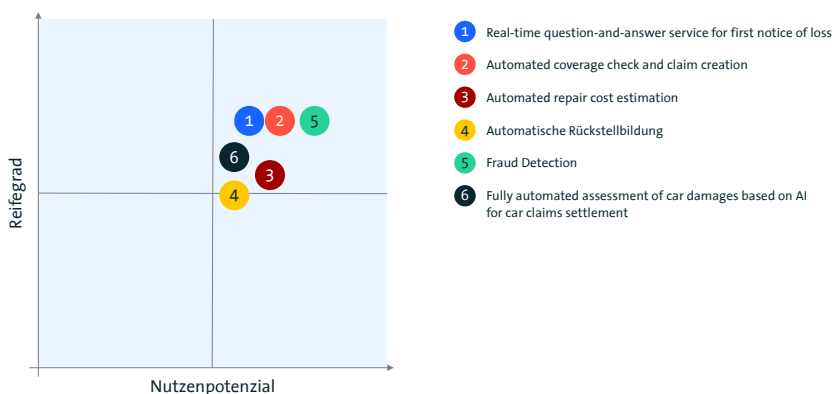 1 Real-time question-and-answer service for first notice of loss
2 Automated coverage check and claim creation
3 Automated repair cost estimation
4 Automatische Rückstellbildung
5 Fraud Detection
6 Fully automated assessment of car damages based on AI
for car claims settlement
1 2 5
6
3
4
Reifegrad
Nutzenpotenzial